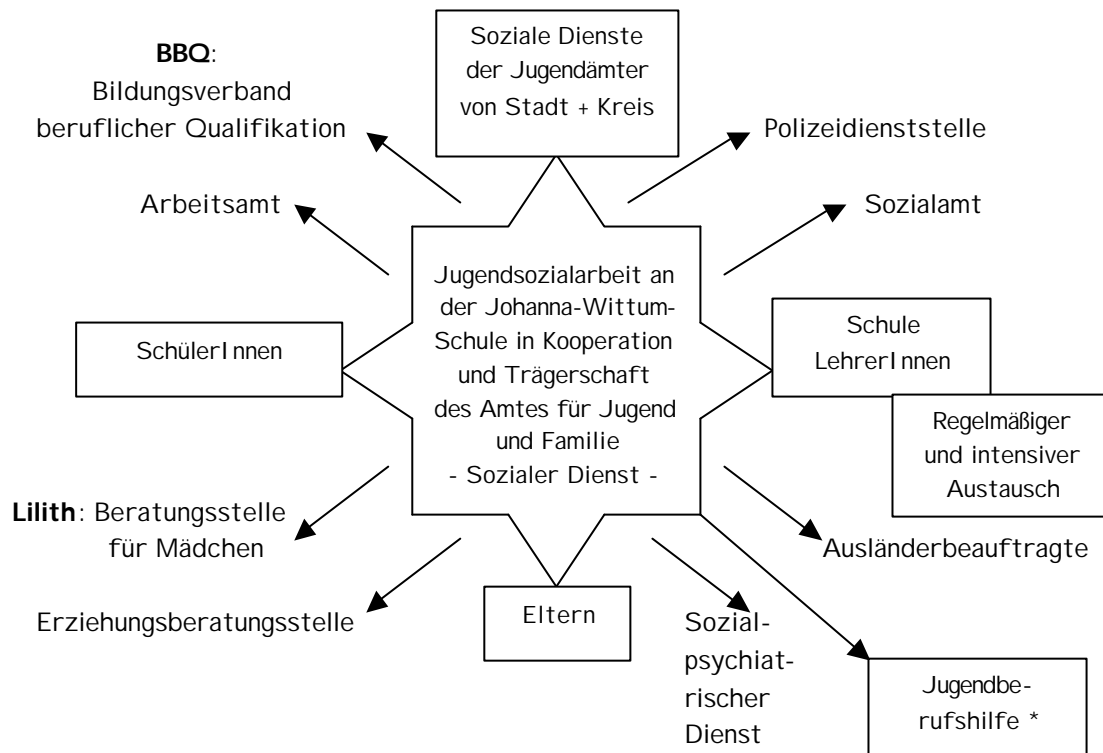 Soziale Dienste
der Jugendämter
von Stadt + Kreis
BBQ:
Bildungsverband
beruflicher Qualifikation
Polizeidienststelle
Arbeitsamt
Sozialamt
Jugendsozialarbeit an
der Johanna-Wittum-
Schule in Kooperation
und Trägerschaft
des Amtes für Jugend
und Familie
- Sozialer Dienst -
SchülerInnen
Schule
LehrerInnen
Regelmäßiger
und intensiver
Austausch
Lilith: Beratungsstelle
für Mädchen
Ausländerbeauftragte
Erziehungsberatungsstelle
Eltern
Sozial-
psychiat-
rischer
Dienst
Jugendbe-
rufshilfe *